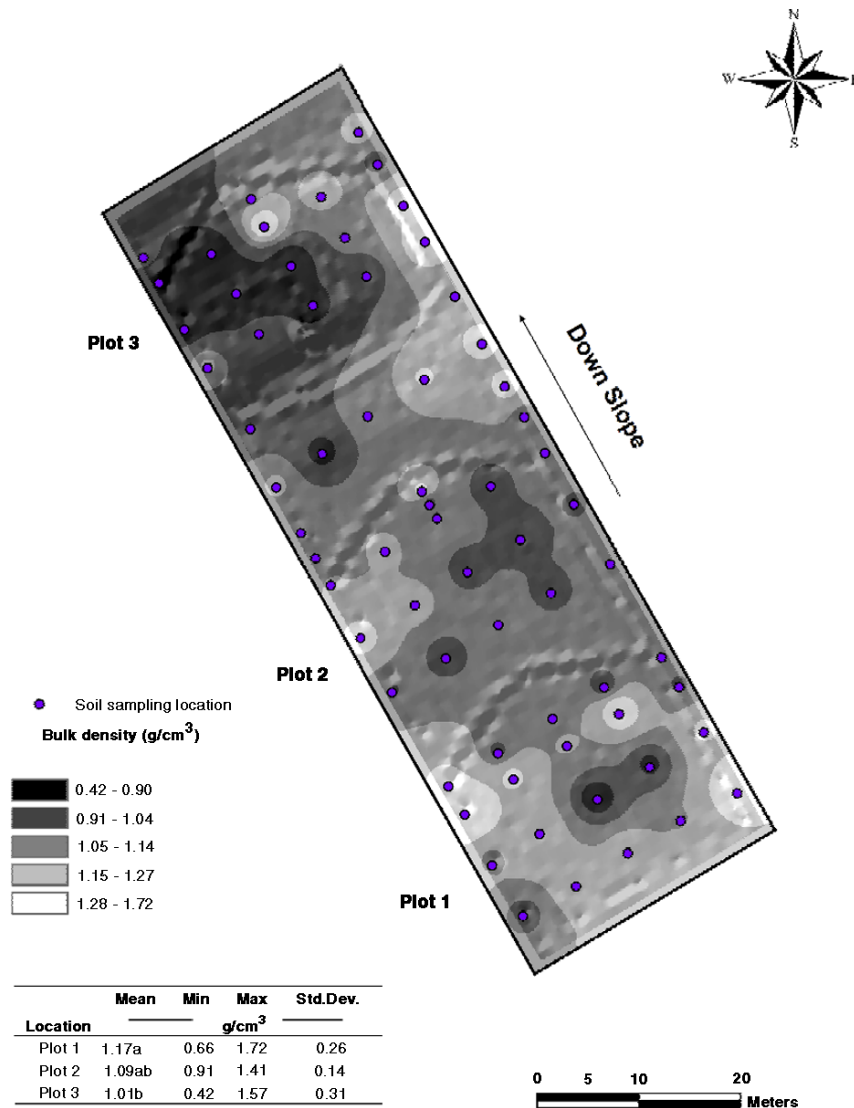 N
W
E
S
Plot 3
Down Slope
Plot 2
Soil sampling location
Bulk density (g/cm³)
0.42 - 0.90
0.91 - 1.04
1.05 - 1.14
1.15 - 1.27
1.28 - 1.72
Plot 1
Mean Min Max Std.Dev.
Location g/cm³
Plot 1 1.17a 0.66 1.72 0.26
Plot 2 1.09ab 0.91 1.41 0.14
Plot 3 1.01b 0.42 1.57 0.31
0 5 10 20
Meters